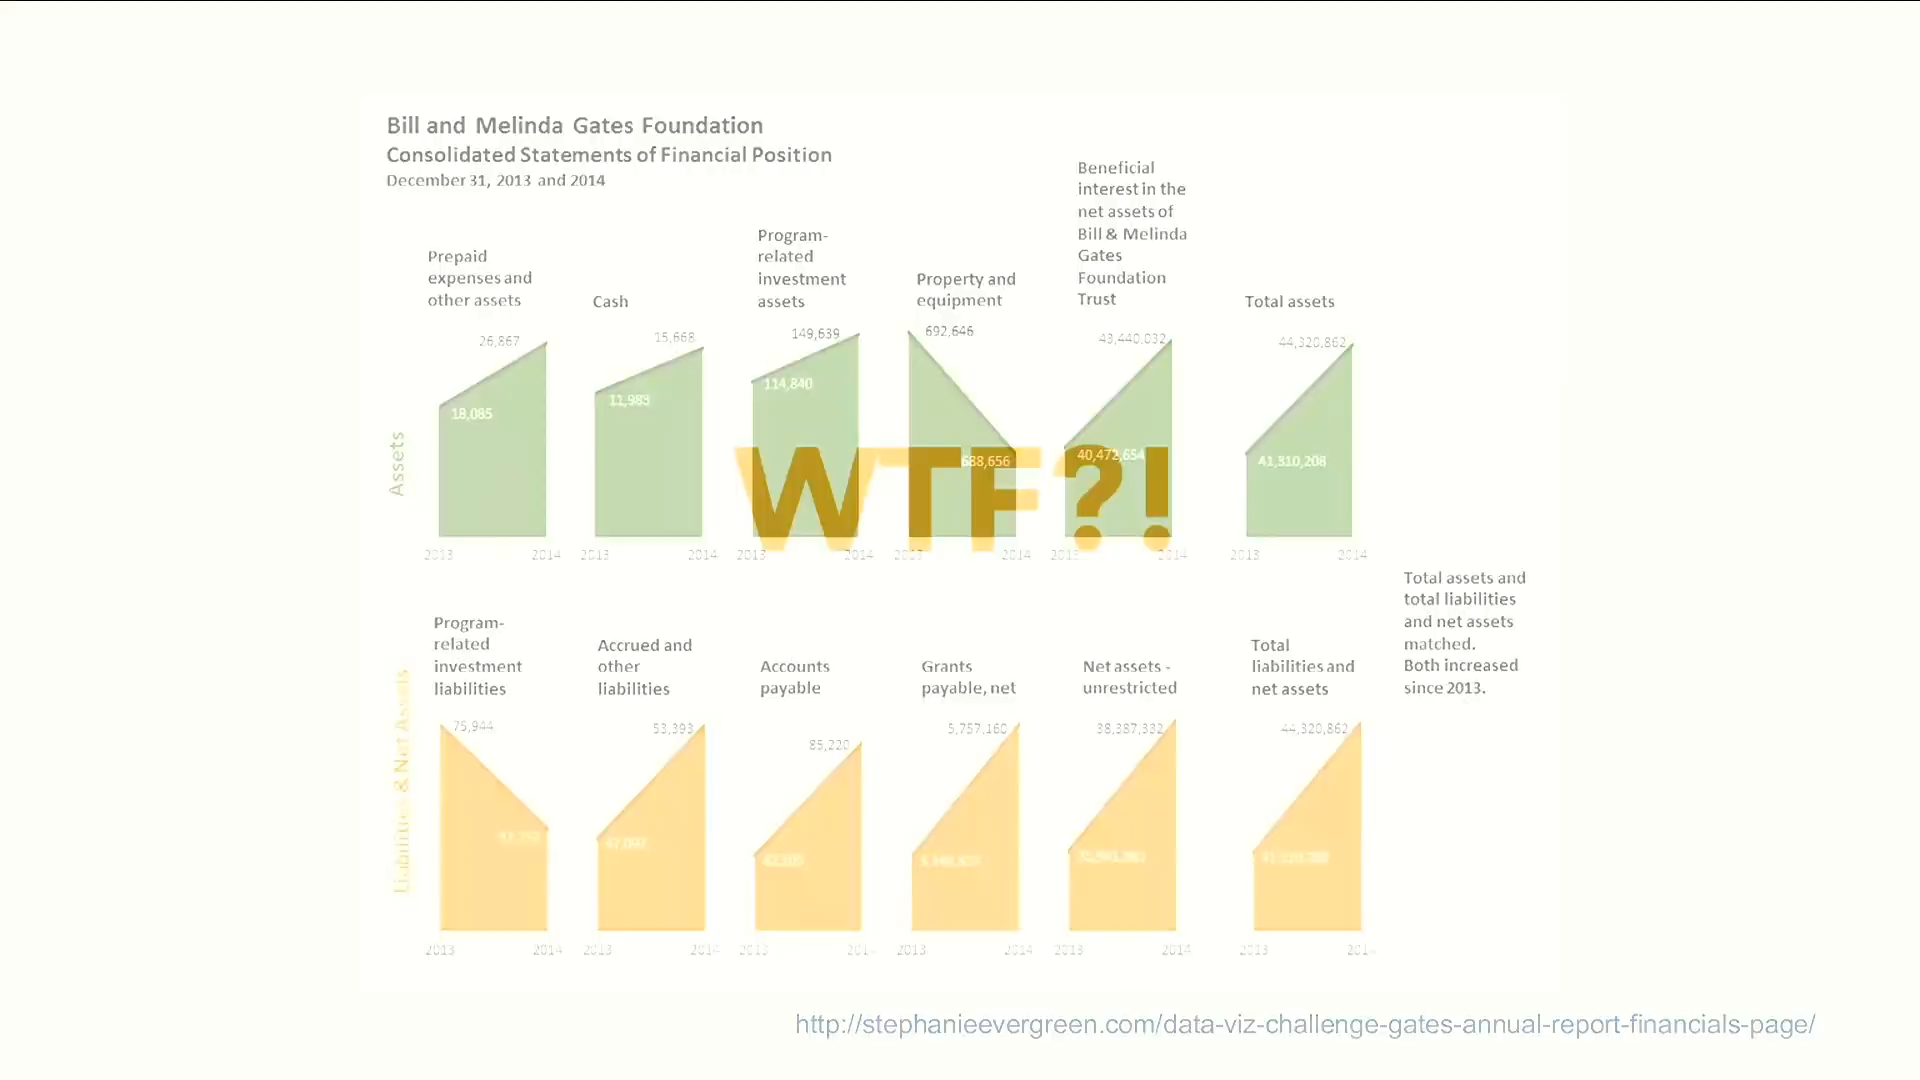 Bill and Melinda Gates Foundation
Consolidated Statements of Financial Position
December 31, 2013 and 2014
Assets
Prepaid
expenses and
other assets
26,867
18,085
2013 2014
Cash
15,668
11,983
2013 2014
Program-
related
investment
assets
149,639
114,840
2013 2014
Property and
equipment
692,646
688,656
2014
Beneficial
interest in the
net assets of
Bill & Melinda
Gates
Foundation
Trust
43,440,032
40,472,654
2013 2014
Total assets
44,320,862
41,310,208
2013 2014
WTF?!
Liabilities & Net Assets
Program-
related
investment
liabilities
75,944
2013 2014
Accrued and
other
liabilities
53,393
2013 2014
Accounts
payable
85,220
2013
Grants
payable, net
5,757,160
2013 2014
Net assets -
unrestricted
38,387,332
2013 2014
Total
liabilities and
net assets
44,320,862
2013
Total assets and
total liabilities
and net assets
matched.
Both increased
since 2013.
http://stephanieevergreen.com/data-viz-challenge-gates-annual-report-financials-page/